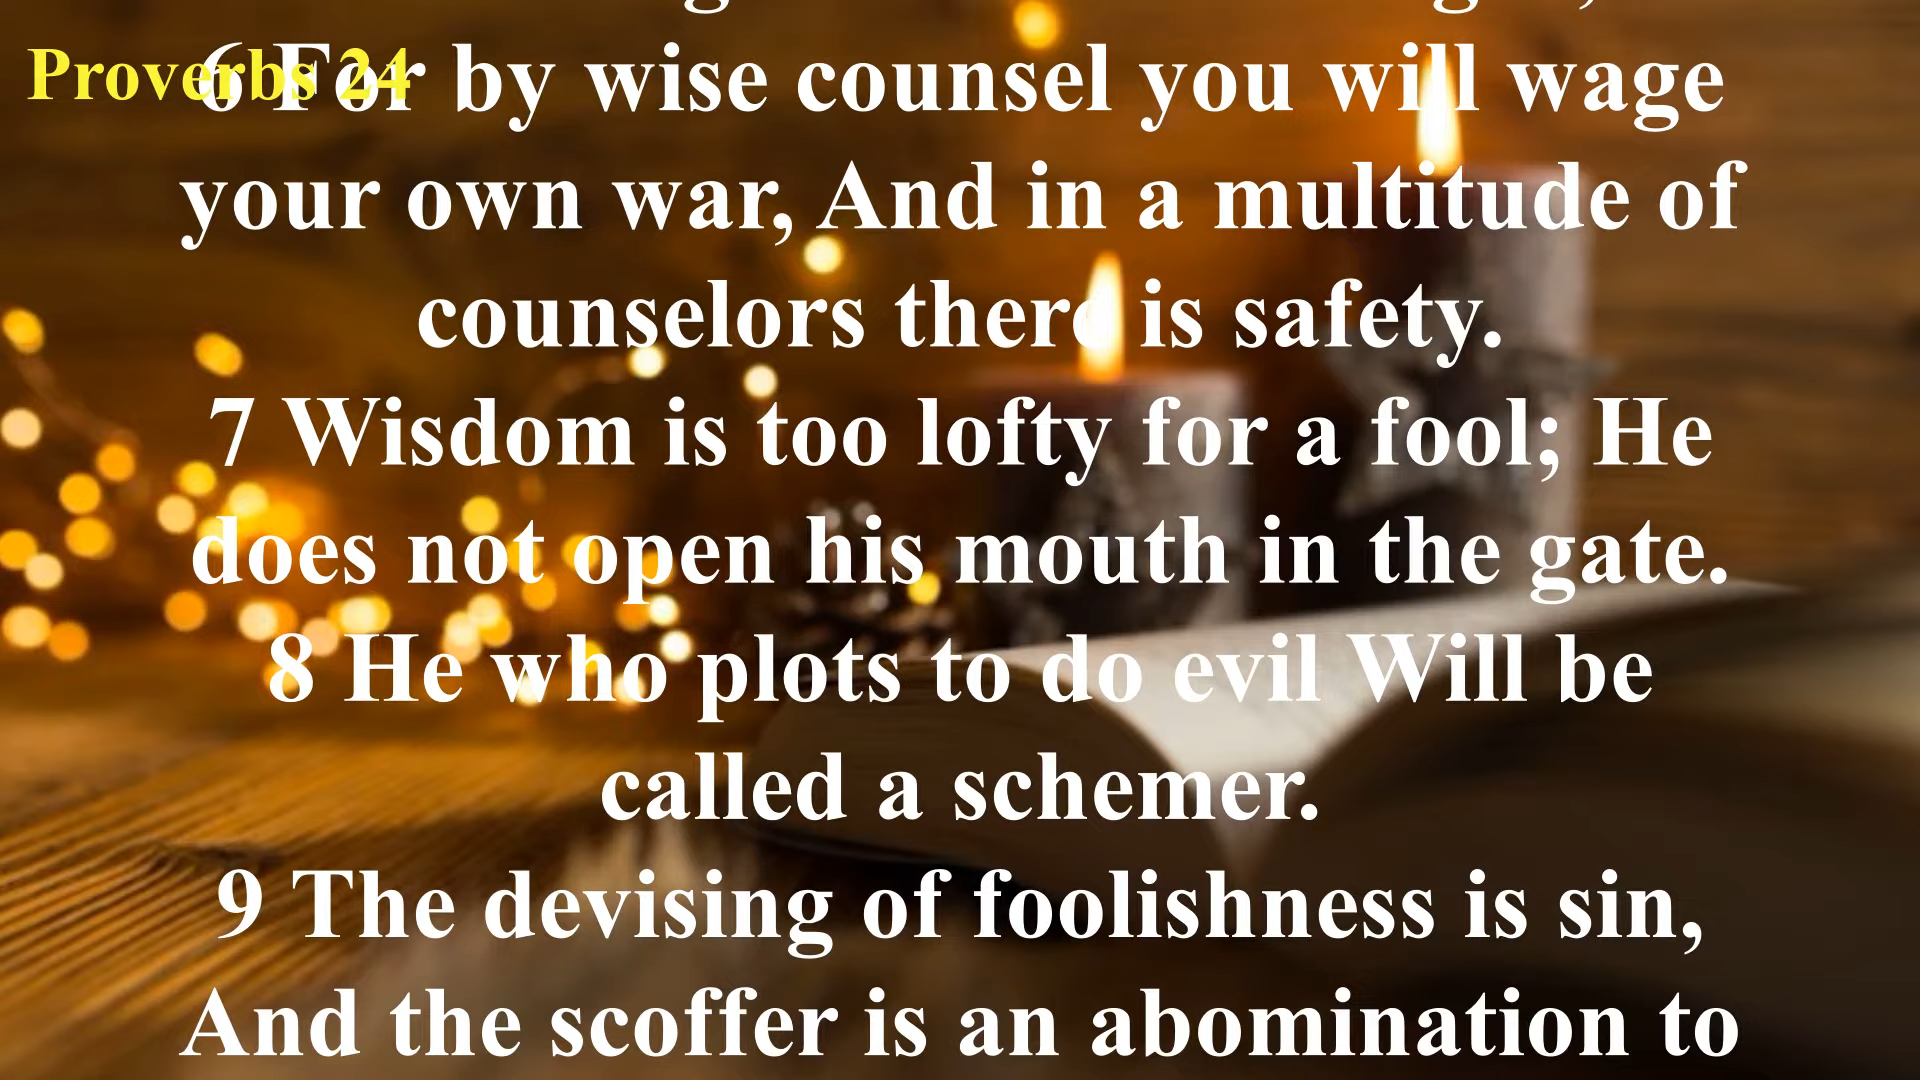 Proverbs 24
6 For by wise counsel you will wage
your own war, And in a multitude of
counselors there is safety.
7 Wisdom is too lofty for a fool; He
does not open his mouth in the gate.
8 He who plots to do evil Will be
called a schemer.
9 The devising of foolishness is sin,
And the scoffer is an abomination to